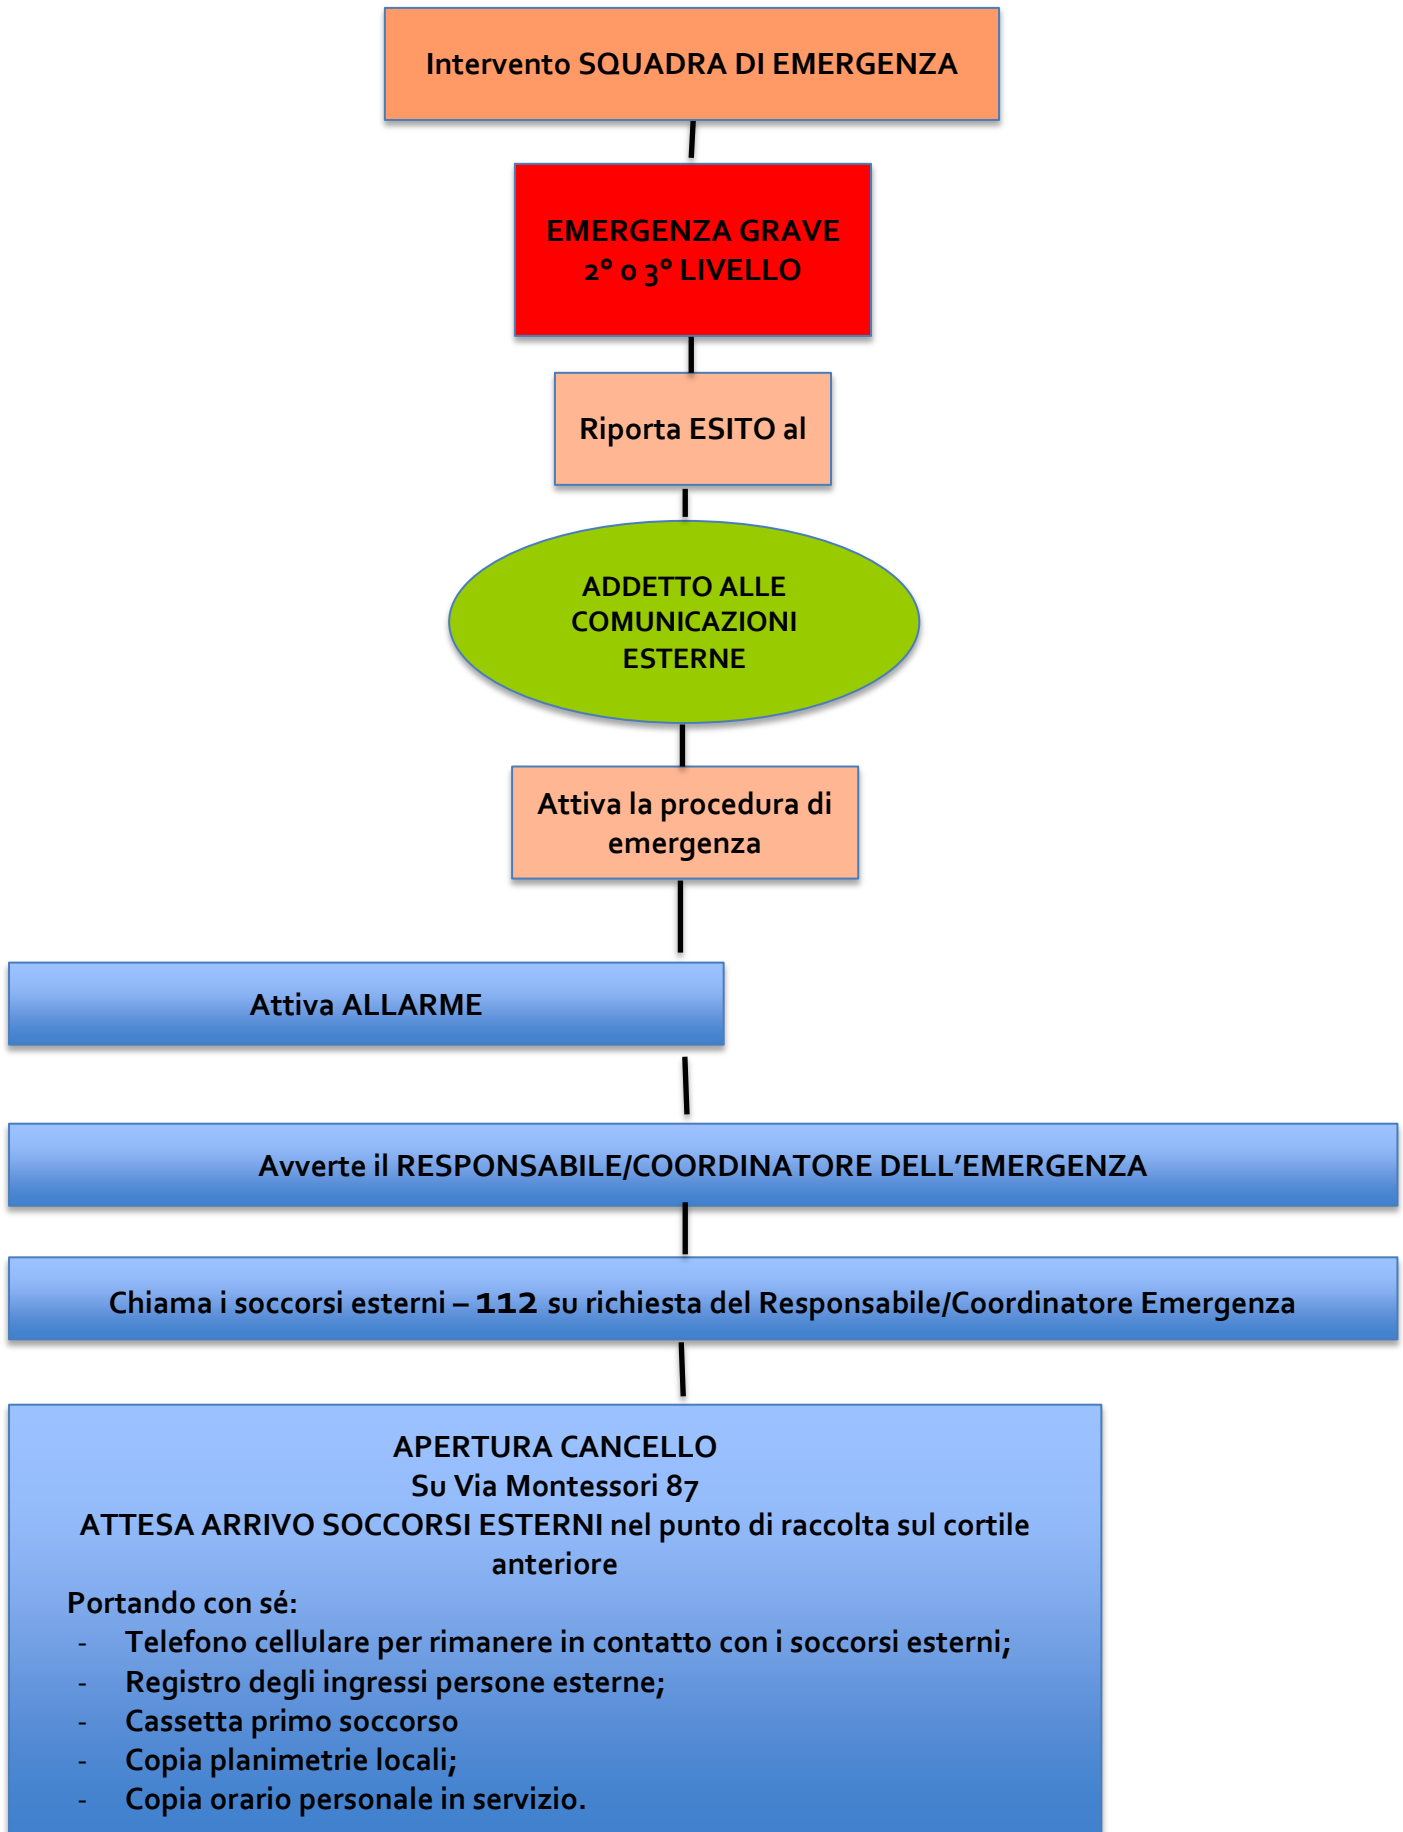 Intervento SQUADRA DI EMERGENZA
EMERGENZA GRAVE
2° o 3° LIVELLO
Riporta ESITO al
ADDETTO ALLE
COMUNICAZIONI
ESTERNE
Attiva la procedura di
emergenza
Attiva ALLARME
Avverte il RESPONSABILE/COORDINATORE DELL’EMERGENZA
Chiama i soccorsi esterni – 112 su richiesta del Responsabile/Coordinatore Emergenza
APERTURA CANCELLO
Su Via Montessori 87
ATTESA ARRIVO SOCCORSI ESTERNI nel punto di raccolta sul cortile
anteriore
Portando con sé:
- Telefono cellulare per rimanere in contatto con i soccorsi esterni;
- Registro degli ingressi persone esterne;
- Cassetta primo soccorso
- Copia planimetrie locali;
- Copia orario personale in servizio.